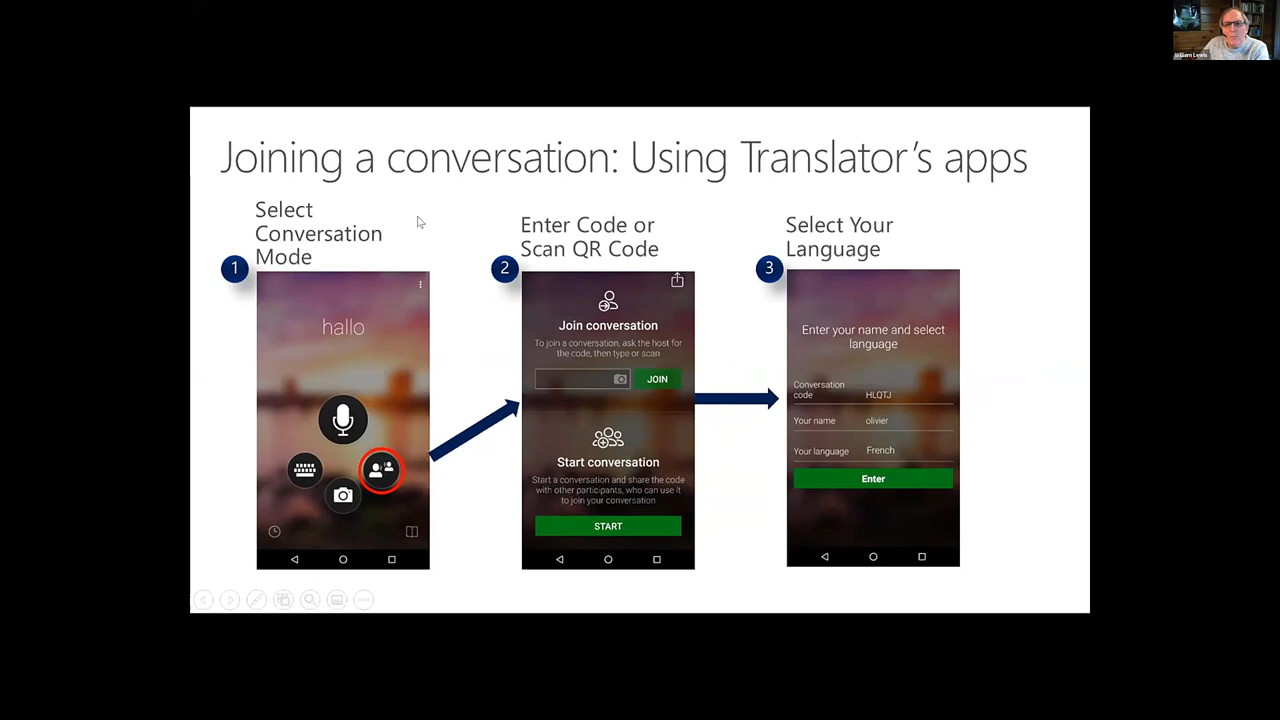 William Lewis
Joining a conversation: Using Translator's apps
Select
Conversation
Mode
1
hallo
Enter Code or
Scan QR Code
2
Join conversation
To join a conversation, ask the host for
the code, then type or scan
JOIN
Start conversation
Start a conversation and share the code
with other participants, who can use it
to join your conversation
START
Select Your
Language
3
Enter your name and select
language
Conversation
code HLQTJ
Your name olivier
Your language French
Enter